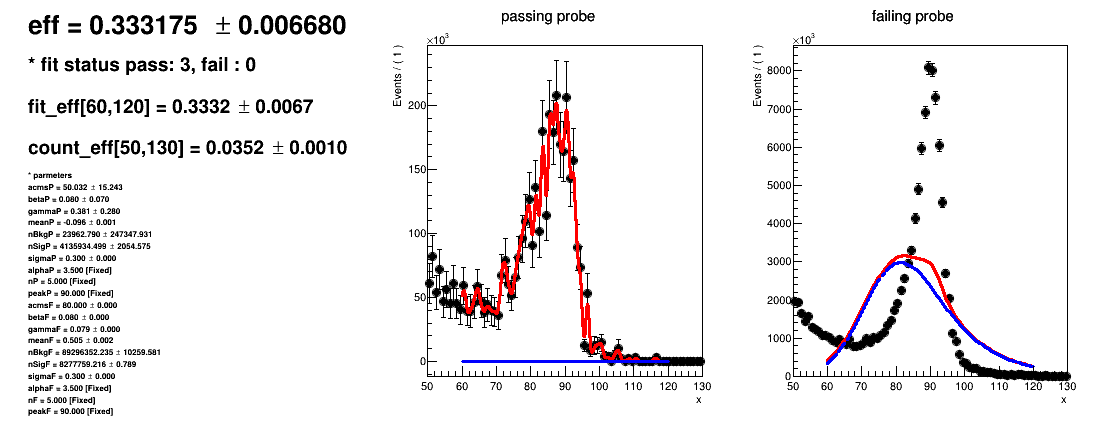 eff = 0.333175 ± 0.006680
* fit status pass: 3, fail : 0
fit_eff[60,120] = 0.3332 ± 0.0067
count_eff[50,130] = 0.0352 ± 0.0010
* parmeters
acmsP = 50.032 ± 15.243
betaP = 0.080 ± 0.070
gammaP = 0.381 ± 0.280
meanP = -0.096 ± 0.001
nBkgP = 23962.790 ± 247347.931
nSigP = 4135934.499 ± 2054.575
sigmaP = 0.300 ± 0.000
alphaP = 3.500 [Fixed]
nP = 5.000 [Fixed]
peakP = 90.000 [Fixed]
acmsF = 80.000 ± 0.000
betaF = 0.080 ± 0.000
gammaF = 0.079 ± 0.000
meanF = 0.505 ± 0.002
nBkgF = 89296352.235 ± 10259.581
nSigF = 8277759.216 ± 0.789
sigmaF = 0.300 ± 0.000
alphaF = 3.500 [Fixed]
nF = 5.000 [Fixed]
peakF = 90.000 [Fixed]
passing probe
×10³
Events / ( 1 )
200
150
100
50
0
50 60 70 80 90 100 110 120 130
x
failing probe
×10³
Events / ( 1 )
8000
7000
6000
5000
4000
3000
2000
1000
0
50 60 70 80 90 100 110 120 130
x